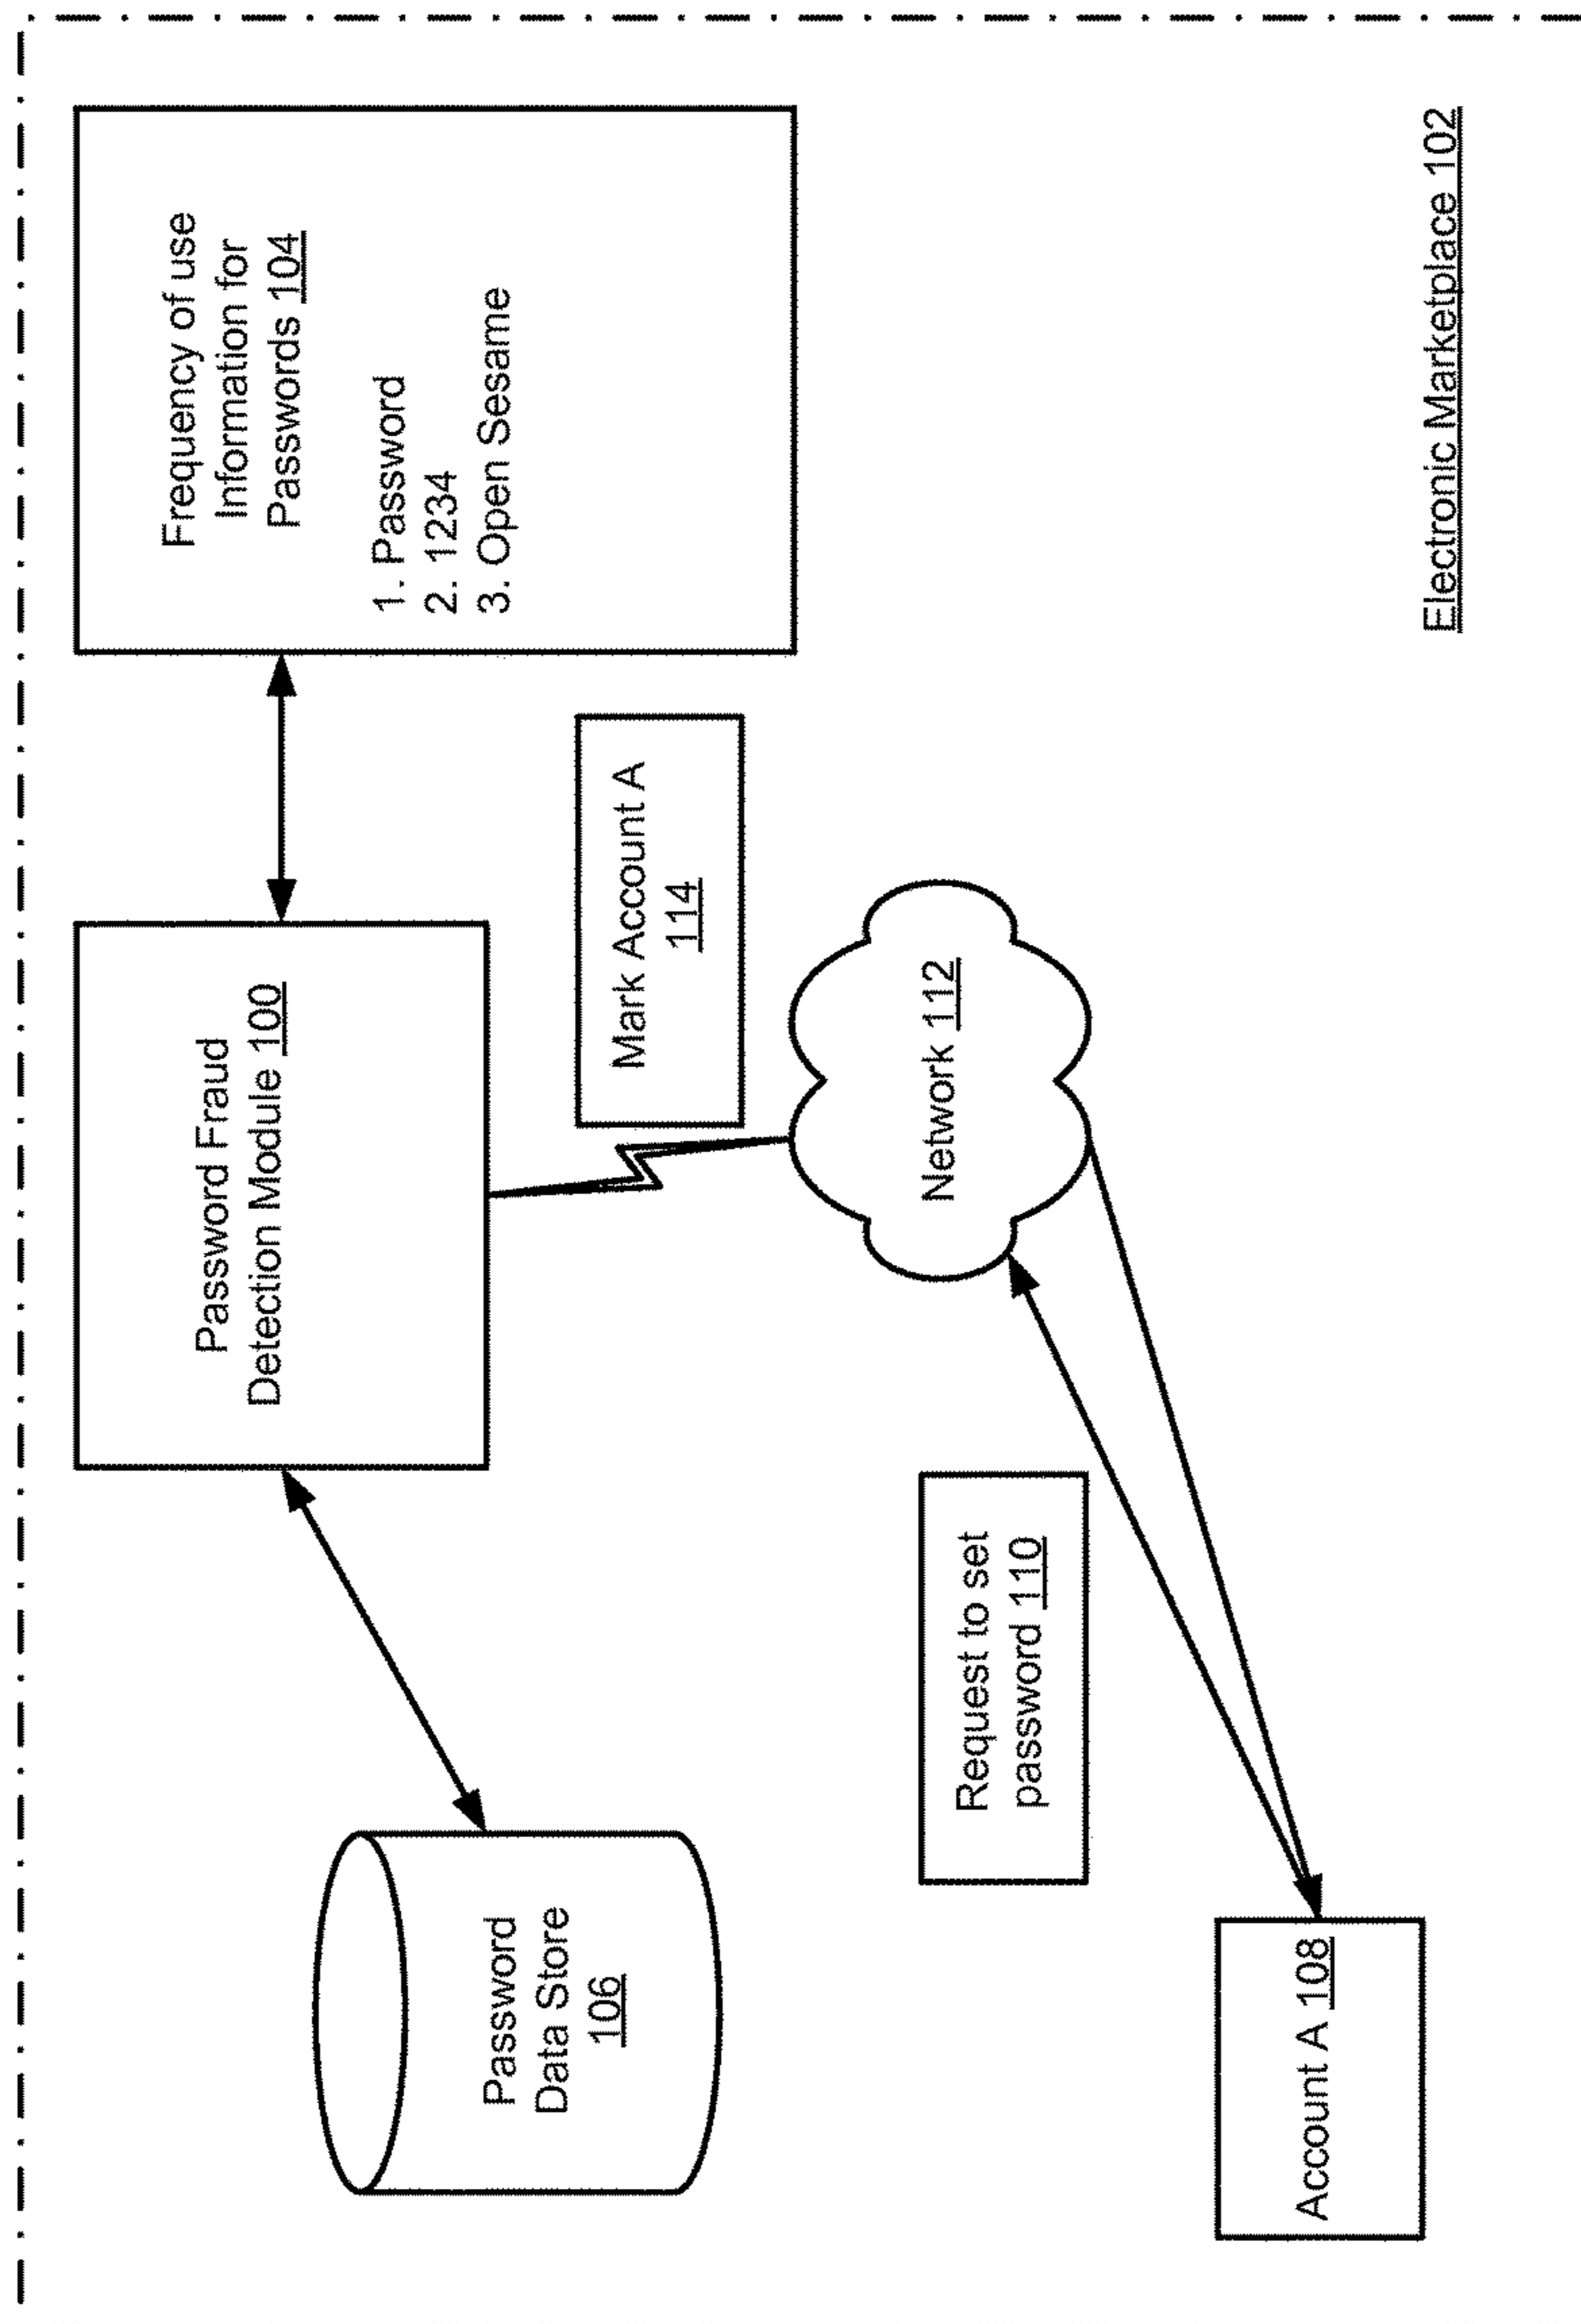 Password Fraud
Detection Module 100
Frequency of use
Information for
Passwords 104
1. Password
2. 1234
3. Open Sesame
Password
Data Store
106
Mark Account A
114
Network 112
Request to set
password 110
Account A 108
Electronic Marketplace 102